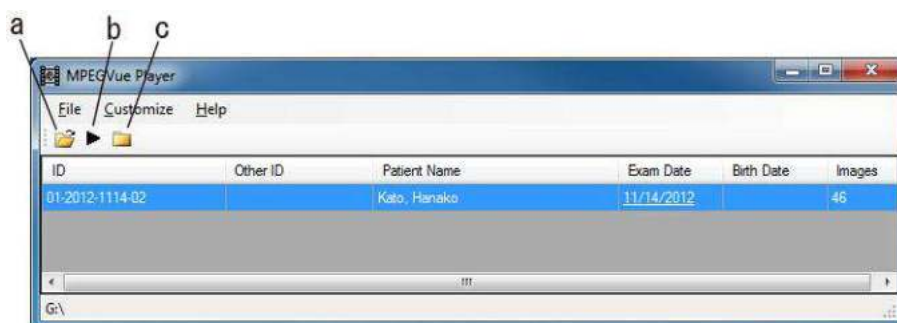 a b c
MPEGVue Player
File Customize Help
ID Other ID Patient Name Exam Date Birth Date Images
01-2012-1114-02 Kato, Hanako 11/14/2012 46
G:\